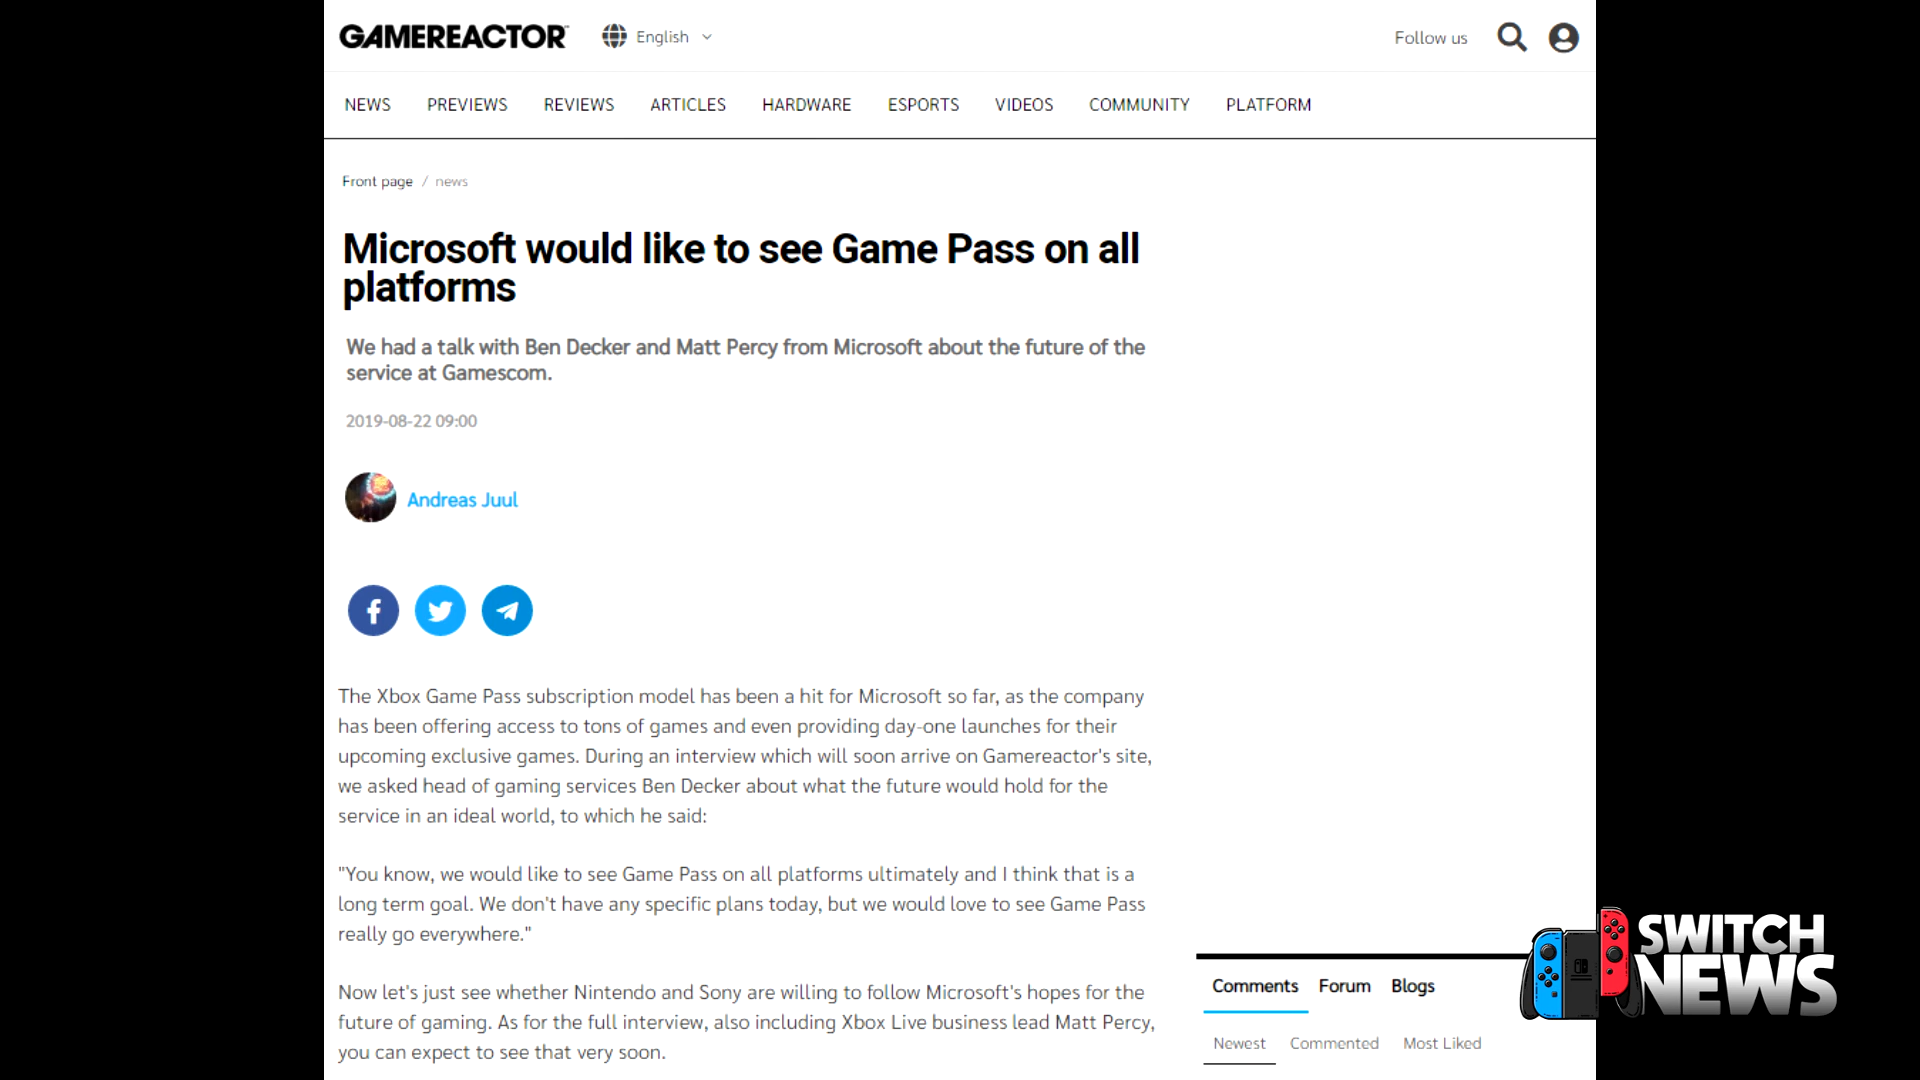 GAMEREACTOR English Follow us
NEWS PREVIEWS REVIEWS ARTICLES HARDWARE ESPORTS VIDEOS COMMUNITY PLATFORM
Front page / news
Microsoft would like to see Game Pass on all
platforms
We had a talk with Ben Decker and Matt Percy from Microsoft about the future of the
service at Gamescom.
2019-08-22 09:00
Andreas Juul
The Xbox Game Pass subscription model has been a hit for Microsoft so far, as the company
has been offering access to tons of games and even providing day-one launches for their
upcoming exclusive games. During an interview which will soon arrive on Gamereactor's site,
we asked head of gaming services Ben Decker about what the future would hold for the
service in an ideal world, to which he said:
"You know, we would like to see Game Pass on all platforms ultimately and I think that is a
long term goal. We don't have any specific plans today, but we would love to see Game Pass
really go everywhere."
Now let's just see whether Nintendo and Sony are willing to follow Microsoft's hopes for the
future of gaming. As for the full interview, also including Xbox Live business lead Matt Percy,
you can expect to see that very soon.
Comments Forum Blogs
Newest Commented Most Liked
SWITCH
NEWS